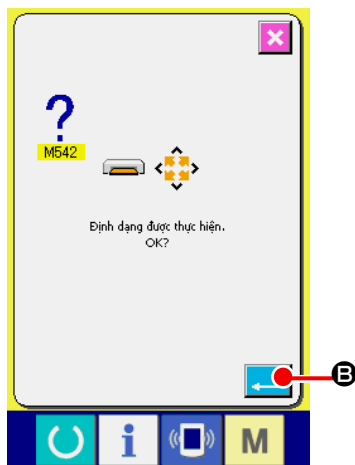 ?
M542
Định dạng được thực hiện.
OK?
B
i
M